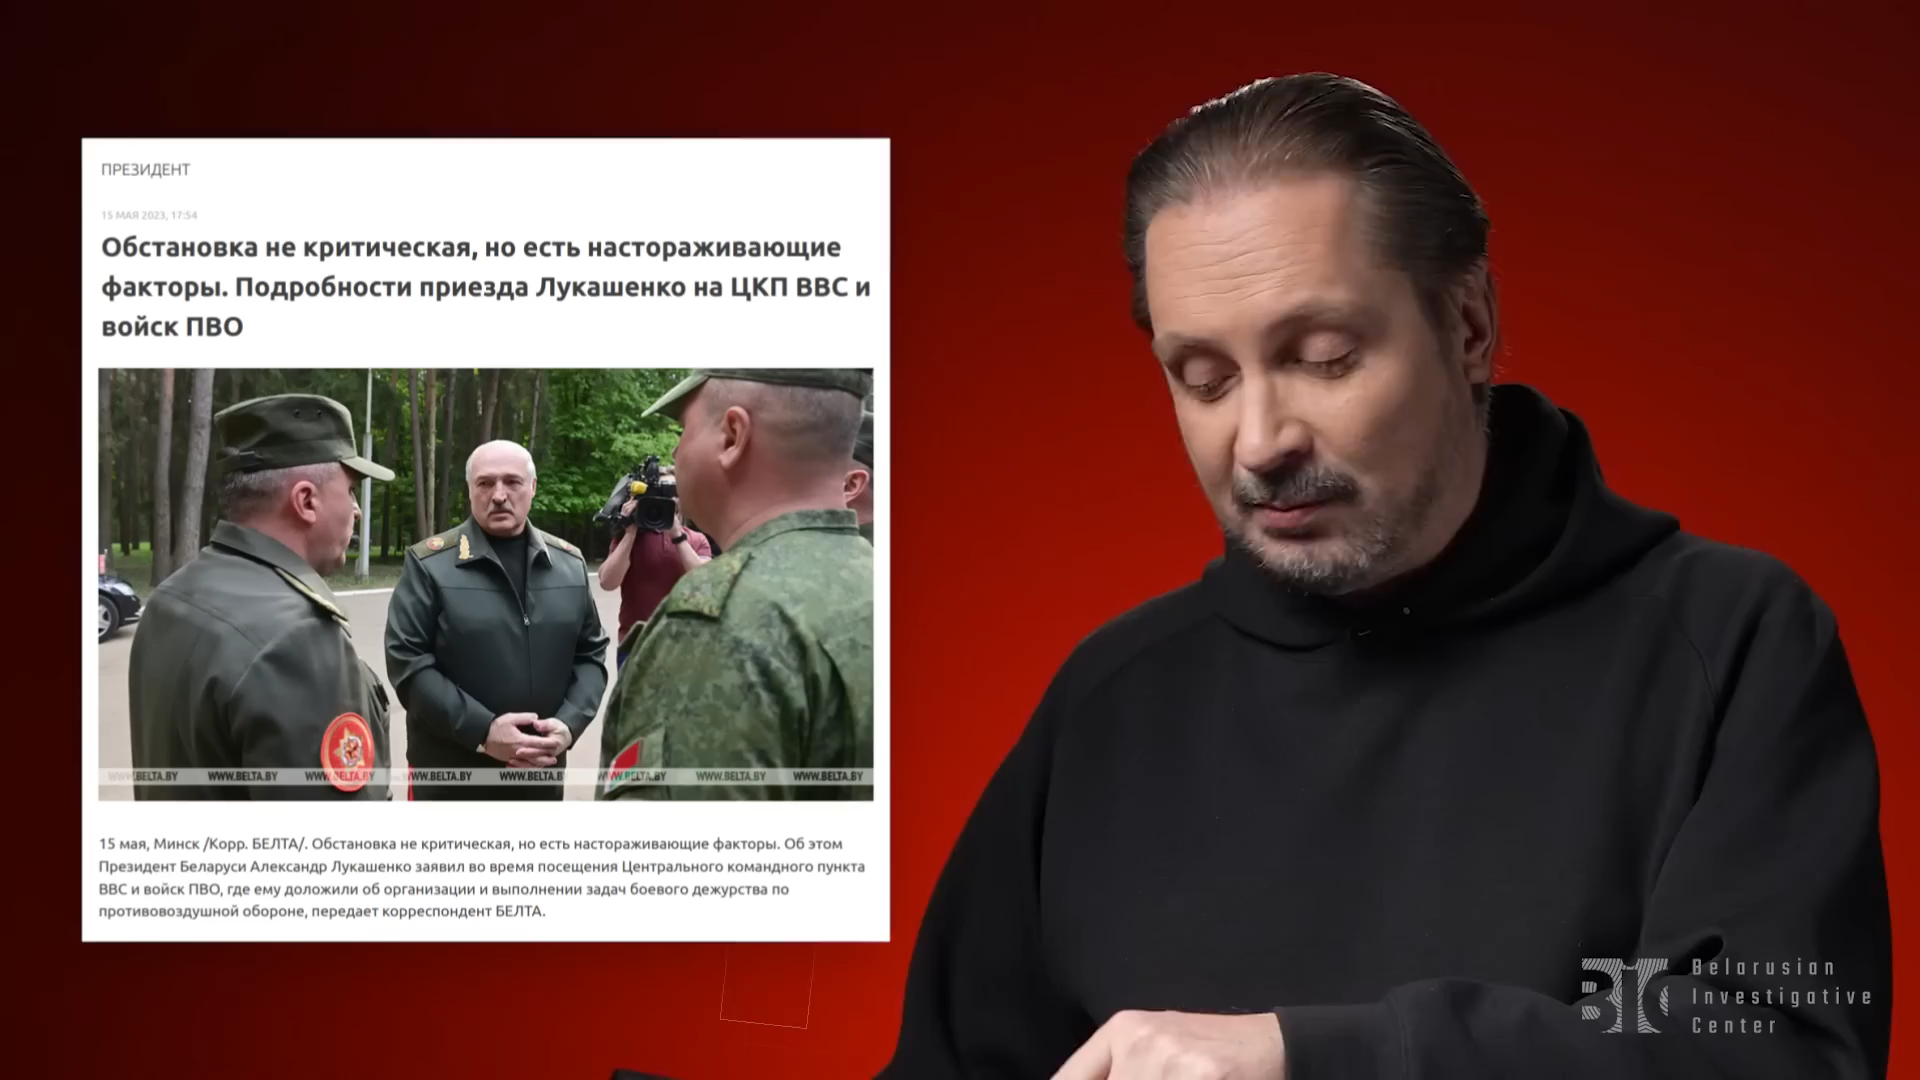 ПРЕЗИДЕНТ
15 МАЯ 2023, 17:54
Обстановка не критическая, но есть настораживающие
факторы. Подробности приезда Лукашенко на ЦКП ВВС и
войск ПВО
WWW.BELTA.BY WWW.BELTA.BY WWW.BELTA.BY WWW.BELTA.BY WWW.BELTA.BY WWW.BELTA.BY WWW.BELTA.BY WWW.BELTA.BY
15 мая, Минск /Корр. БЕЛТА/. Обстановка не критическая, но есть настораживающие факторы. Об этом
Президент Беларуси Александр Лукашенко заявил во время посещения Центрального командного пункта
ВВС и войск ПВО, где ему доложили об организации и выполнении задач боевого дежурства по
противовоздушной обороне, передает корреспондент БЕЛТА.
Belarusian
Investigative
Center